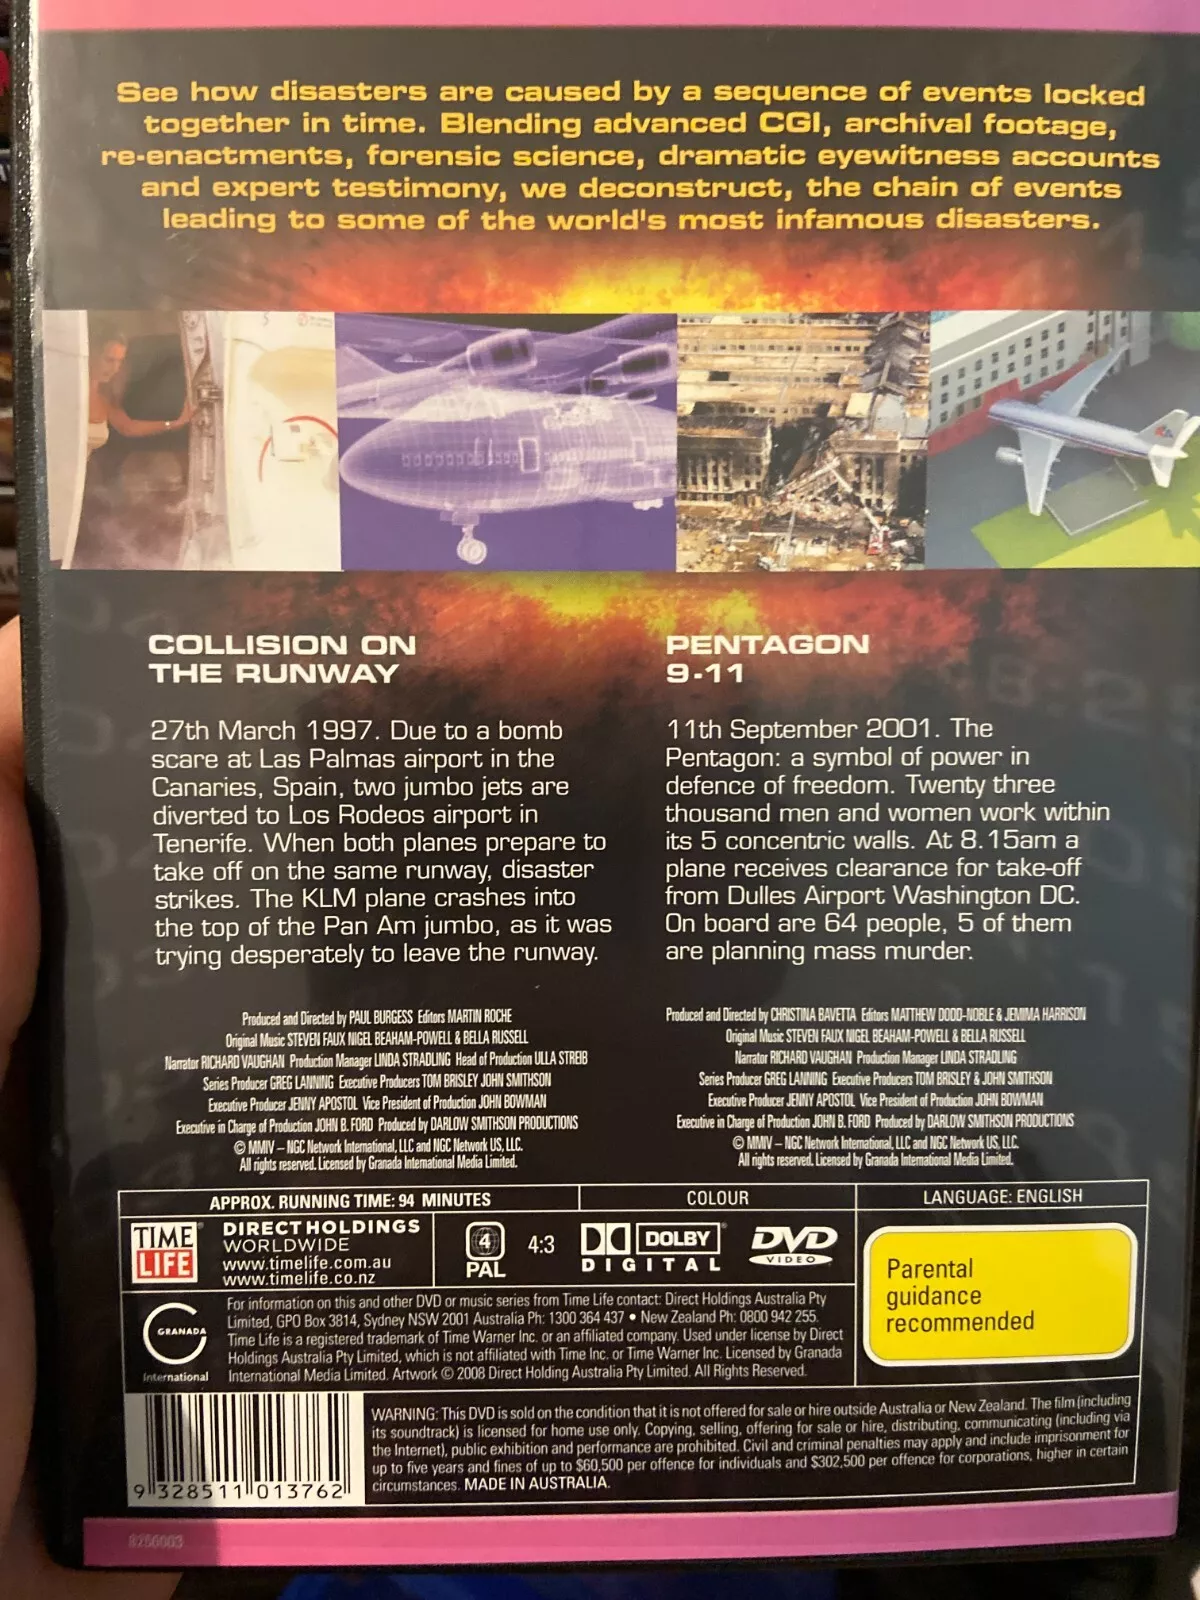 See how disasters are caused by a sequence of events locked
together in time. Blending advanced CGI, archival footage,
re-enactments, forensic science, dramatic eyewitness accounts
and expert testimony, we deconstruct, the chain of events
leading to some of the world's most infamous disasters.
COLLISION ON
THE RUNWAY
27th March 1997. Due to a bomb
scare at Las Palmas airport in the
Canaries, Spain, two jumbo jets are
diverted to Los Rodeos airport in
Tenerife. When both planes prepare to
take off on the same runway, disaster
strikes. The KLM plane crashes into
the top of the Pan Am jumbo, as it was
trying desperately to leave the runway.
Produced and Directed by PAUL BURGESS Editors MARTIN ROCHE
Original Music STEVEN FAUX NIGEL BEAHAM-POWELL & BELLA RUSSELL
Narrator RICHARD VAUGHAN Production Manager LINDA STRADLING Head of Production ULLA STREIB
Series Producer GREG LANNING Executive Producers TOM BRISLEY JOHN SMITHSON
Executive Producer JENNY APOSTOL Vice President of Production JOHN BOWMAN
Executive in Charge of Production JOHN B. FORD Produced by DARLOW SMITHSON PRODUCTIONS
© MMIV – NGC Network International, LLC and NGC Network US, LLC.
All rights reserved. Licensed by Granada International Media Limited.
PENTAGON
9-11
11th September 2001. The
Pentagon: a symbol of power in
defence of freedom. Twenty three
thousand men and women work within
its 5 concentric walls. At 8.15am a
plane receives clearance for take-off
from Dulles Airport Washington DC.
On board are 64 people, 5 of them
are planning mass murder.
Produced and Directed by CHRISTINA BAVETTA Editors MATTHEW DODD-NOBLE & JEMIMA HARRISON
Original Music STEVEN FAUX NIGEL BEAHAM-POWELL & BELLA RUSSELL
Narrator RICHARD VAUGHAN Production Manager LINDA STRADLING
Series Producer GREG LANNING Executive Producers TOM BRISLEY & JOHN SMITHSON
Executive Producer JENNY APOSTOL Vice President of Production JOHN BOWMAN
Executive in Charge of Production JOHN B. FORD Produced by DARLOW SMITHSON PRODUCTIONS
© MMIV – NGC Network International, LLC and NGC Network US, LLC.
All rights reserved. Licensed by Granada International Media Limited.
APPROX. RUNNING TIME: 94 MINUTES
COLOUR
LANGUAGE: ENGLISH
TIME
LIFE
DIRECT HOLDINGS
WORLDWIDE
www.timelife.com.au
www.timelife.co.nz
4
PAL
4:3
DOLBY
DIGITAL
DVD
VIDEO
Parental
guidance
recommended
GRANADA
International
For information on this and other DVD or music series from Time Life contact: Direct Holdings Australia Pty
Limited, GPO Box 3814, Sydney NSW 2001 Australia Ph: 1300 364 437 • New Zealand Ph: 0800 942 255.
Time Life is a registered trademark of Time Warner Inc. or an affiliated company. Used under license by Direct
Holdings Australia Pty Limited, which is not affiliated with Time Inc. or Time Warner Inc. Licensed by Granada
International Media Limited. Artwork © 2008 Direct Holding Australia Pty Limited. All Rights Reserved.
9 328511 013762
WARNING: This DVD is sold on the condition that it is not offered for sale or hire outside Australia or New Zealand. The film (including
its soundtrack) is licensed for home use only. Copying, selling, offering for sale or hire, distributing, communicating (including via
the Internet), public exhibition and performance are prohibited. Civil and criminal penalties may apply and include imprisonment for
up to five years and fines of up to $60,500 per offence for individuals and $302,500 per offence for corporations, higher in certain
circumstances. MADE IN AUSTRALIA.